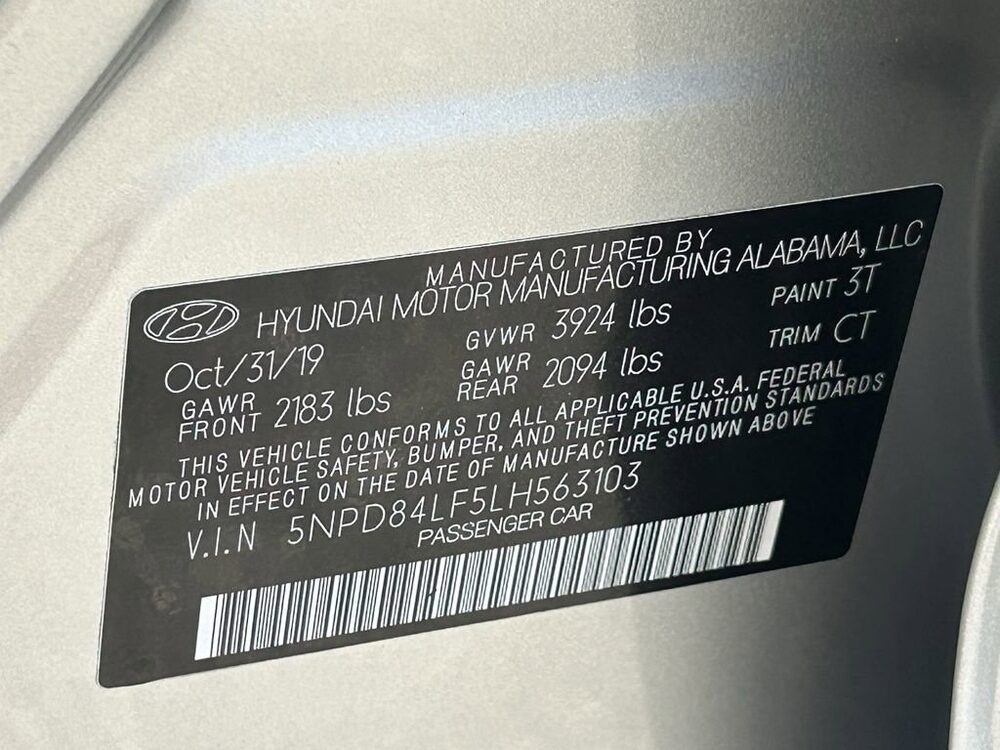 MANUFACTURED BY
HYUNDAI MOTOR MANUFACTURING ALABAMA, LLC
Oct/31/19 GVWR 3924 lbs PAINT 3T
GAWR FRONT 2183 lbs GAWR REAR 2094 lbs TRIM CT
THIS VEHICLE CONFORMS TO ALL APPLICABLE U.S.A. FEDERAL
MOTOR VEHICLE SAFETY, BUMPER, AND THEFT PREVENTION STANDARDS
IN EFFECT ON THE DATE OF MANUFACTURE SHOWN ABOVE
V.I.N 5NPD84LF5LH563103
PASSENGER CAR